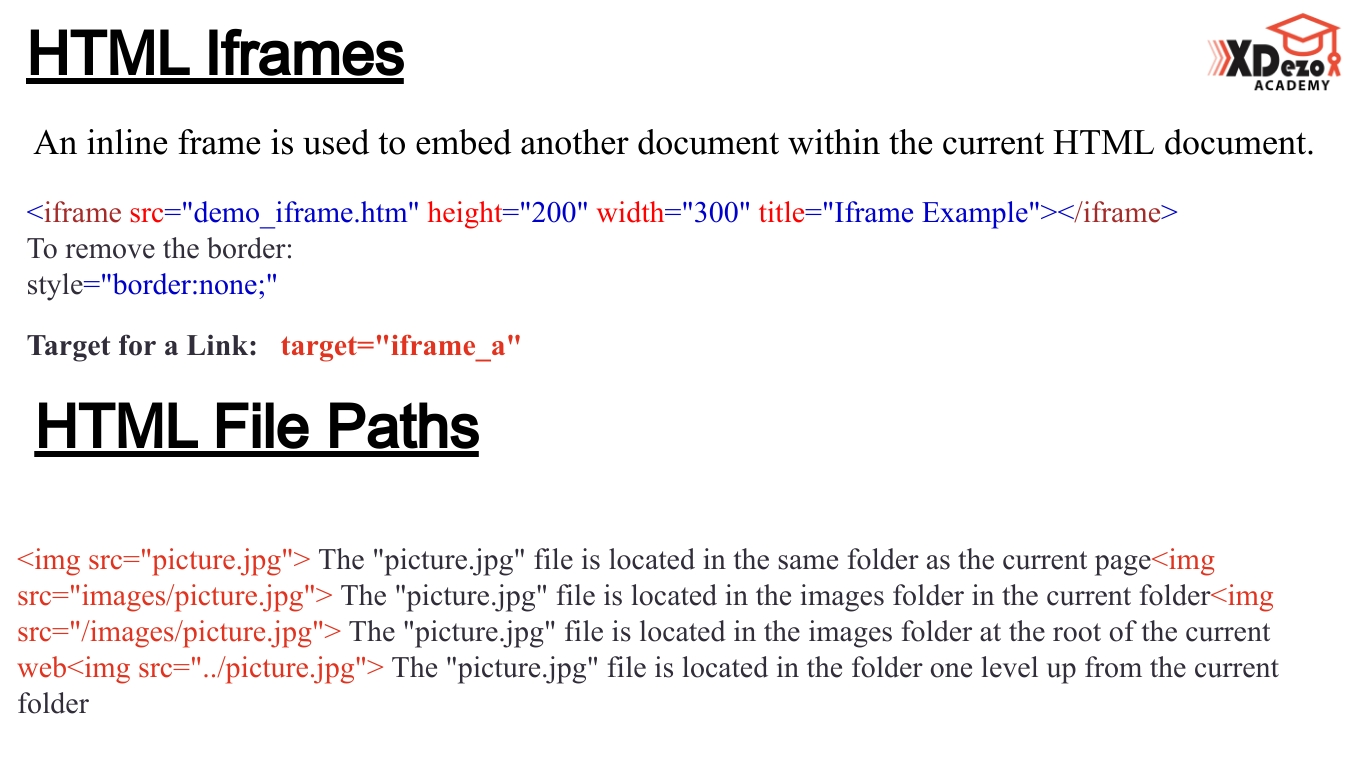 HTML Iframes
XDezo
ACADEMY
An inline frame is used to embed another document within the current HTML document.
<iframe src="demo_iframe.htm" height="200" width="300" title="Iframe Example"></iframe>
To remove the border:
style="border:none;"
Target for a Link: target="iframe_a"
HTML File Paths
<img src="picture.jpg"> The "picture.jpg" file is located in the same folder as the current page<img
src="images/picture.jpg"> The "picture.jpg" file is located in the images folder in the current folder<img
src="/images/picture.jpg"> The "picture.jpg" file is located in the images folder at the root of the current
web<img src="../picture.jpg"> The "picture.jpg" file is located in the folder one level up from the current
folder